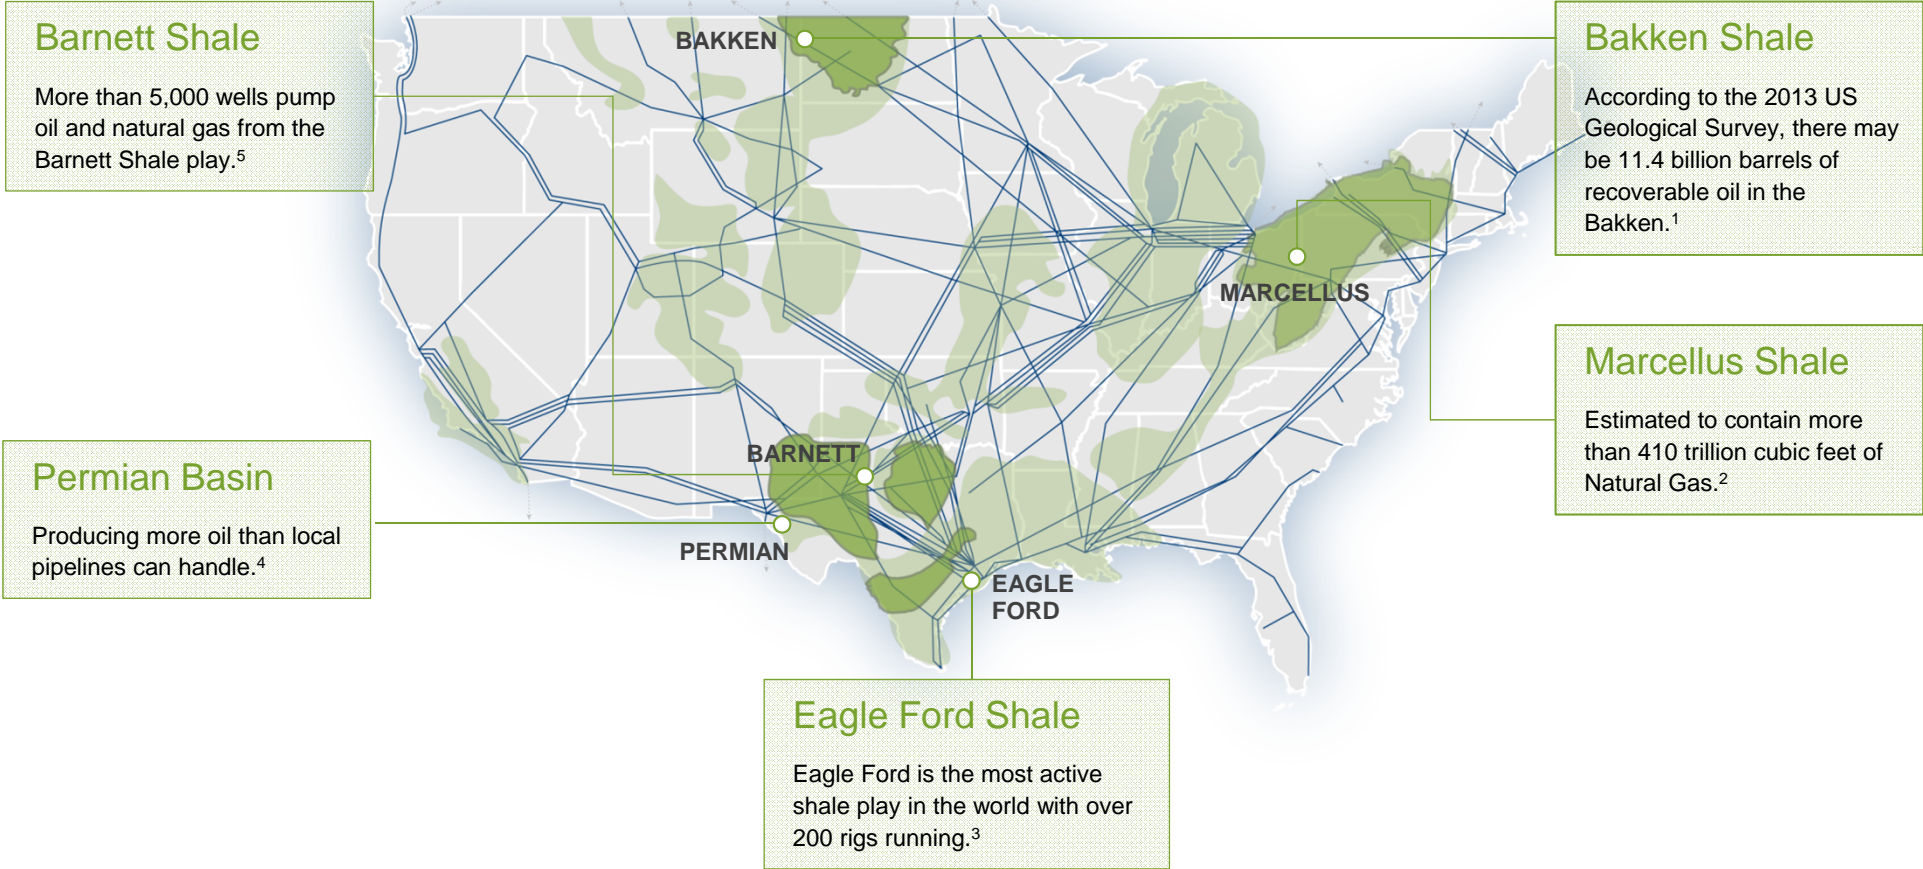 Barnett Shale
More than 5,000 wells pump
oil and natural gas from the
Barnett Shale play.⁵
BAKKEN
Bakken Shale
According to the 2013 US
Geological Survey, there may
be 11.4 billion barrels of
recoverable oil in the
Bakken.¹
MARCELLUS
Marcellus Shale
Estimated to contain more
than 410 trillion cubic feet of
Natural Gas.²
BARNETT
Permian Basin
Producing more oil than local
pipelines can handle.⁴
PERMIAN
EAGLE
FORD
Eagle Ford Shale
Eagle Ford is the most active
shale play in the world with over
200 rigs running.³